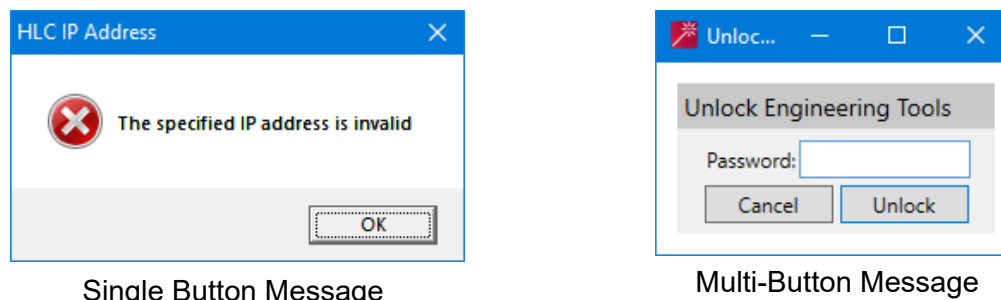 HLC IP Address
The specified IP address is invalid
OK
Single Button Message
Unloc...
Unlock Engineering Tools
Password:
Cancel Unlock
Multi-Button Message